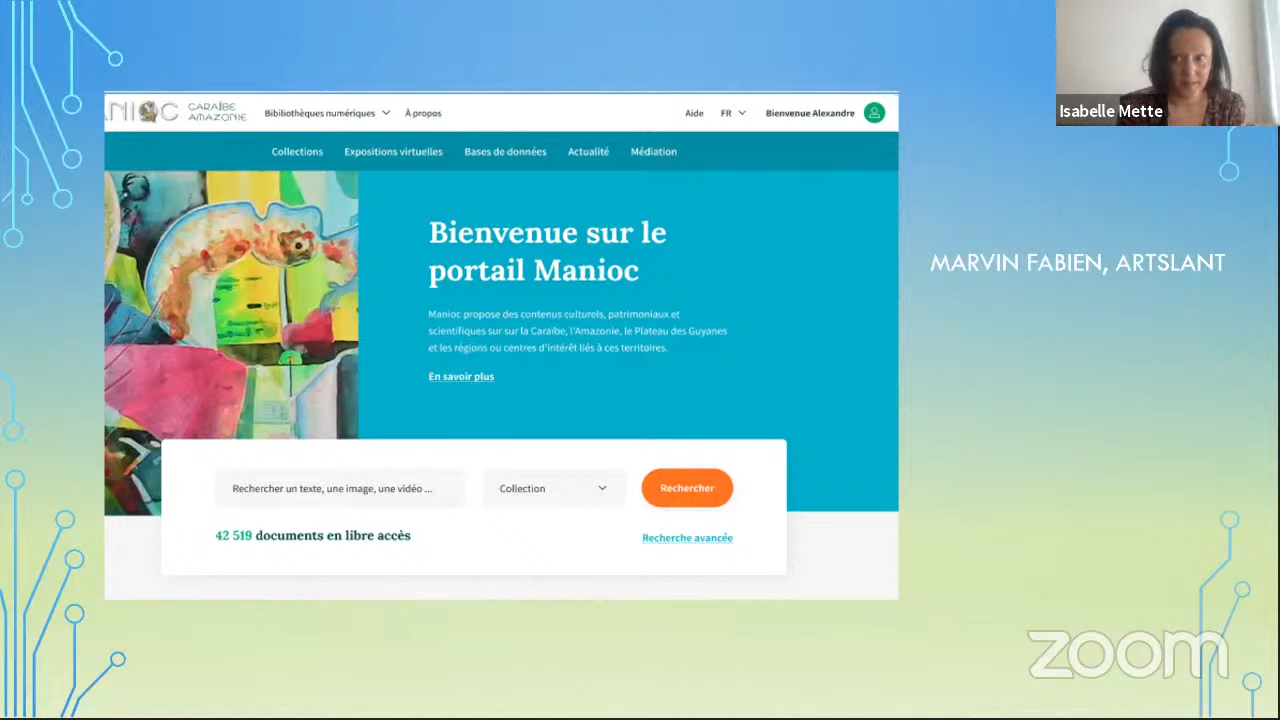 Isabelle Mette
CARAÏBE
AMAZONIE
Bibliothèques numériques
À propos
Aide
FR
Bienvenue Alexandre
Collections
Expositions virtuelles
Bases de données
Actualité
Médiation
Bienvenue sur le
portail Manioc
Manioc propose des contenus culturels, patrimoniaux et
scientifiques sur sur la Caraïbe, l'Amazonie, le Plateau des Guyanes
et les régions ou centres d'intérêt liés à ces territoires.
En savoir plus
MARVIN FABIEN, ARTSLANT
Rechercher un texte, une image, une vidéo ...
Collection
Rechercher
42 519 documents en libre accès
Recherche avancée
zoom